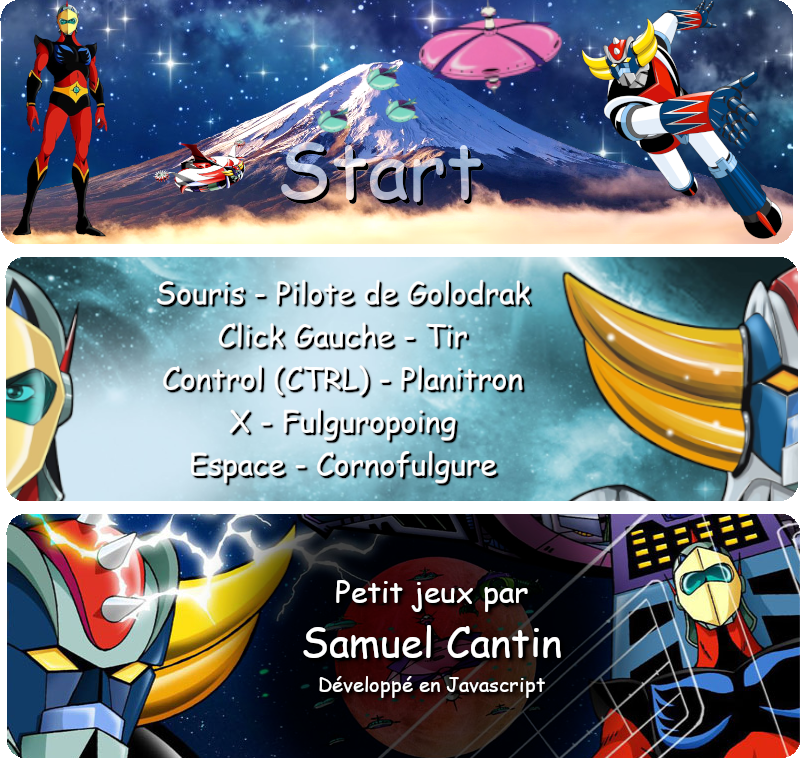 Start
Souris - Pilote de Golodrak
Click Gauche - Tir
Control (CTRL) - Planitron
X - Fulguropoing
Espace - Cornofulgure
Petit jeux par
Samuel Cantin
Développé en Javascript